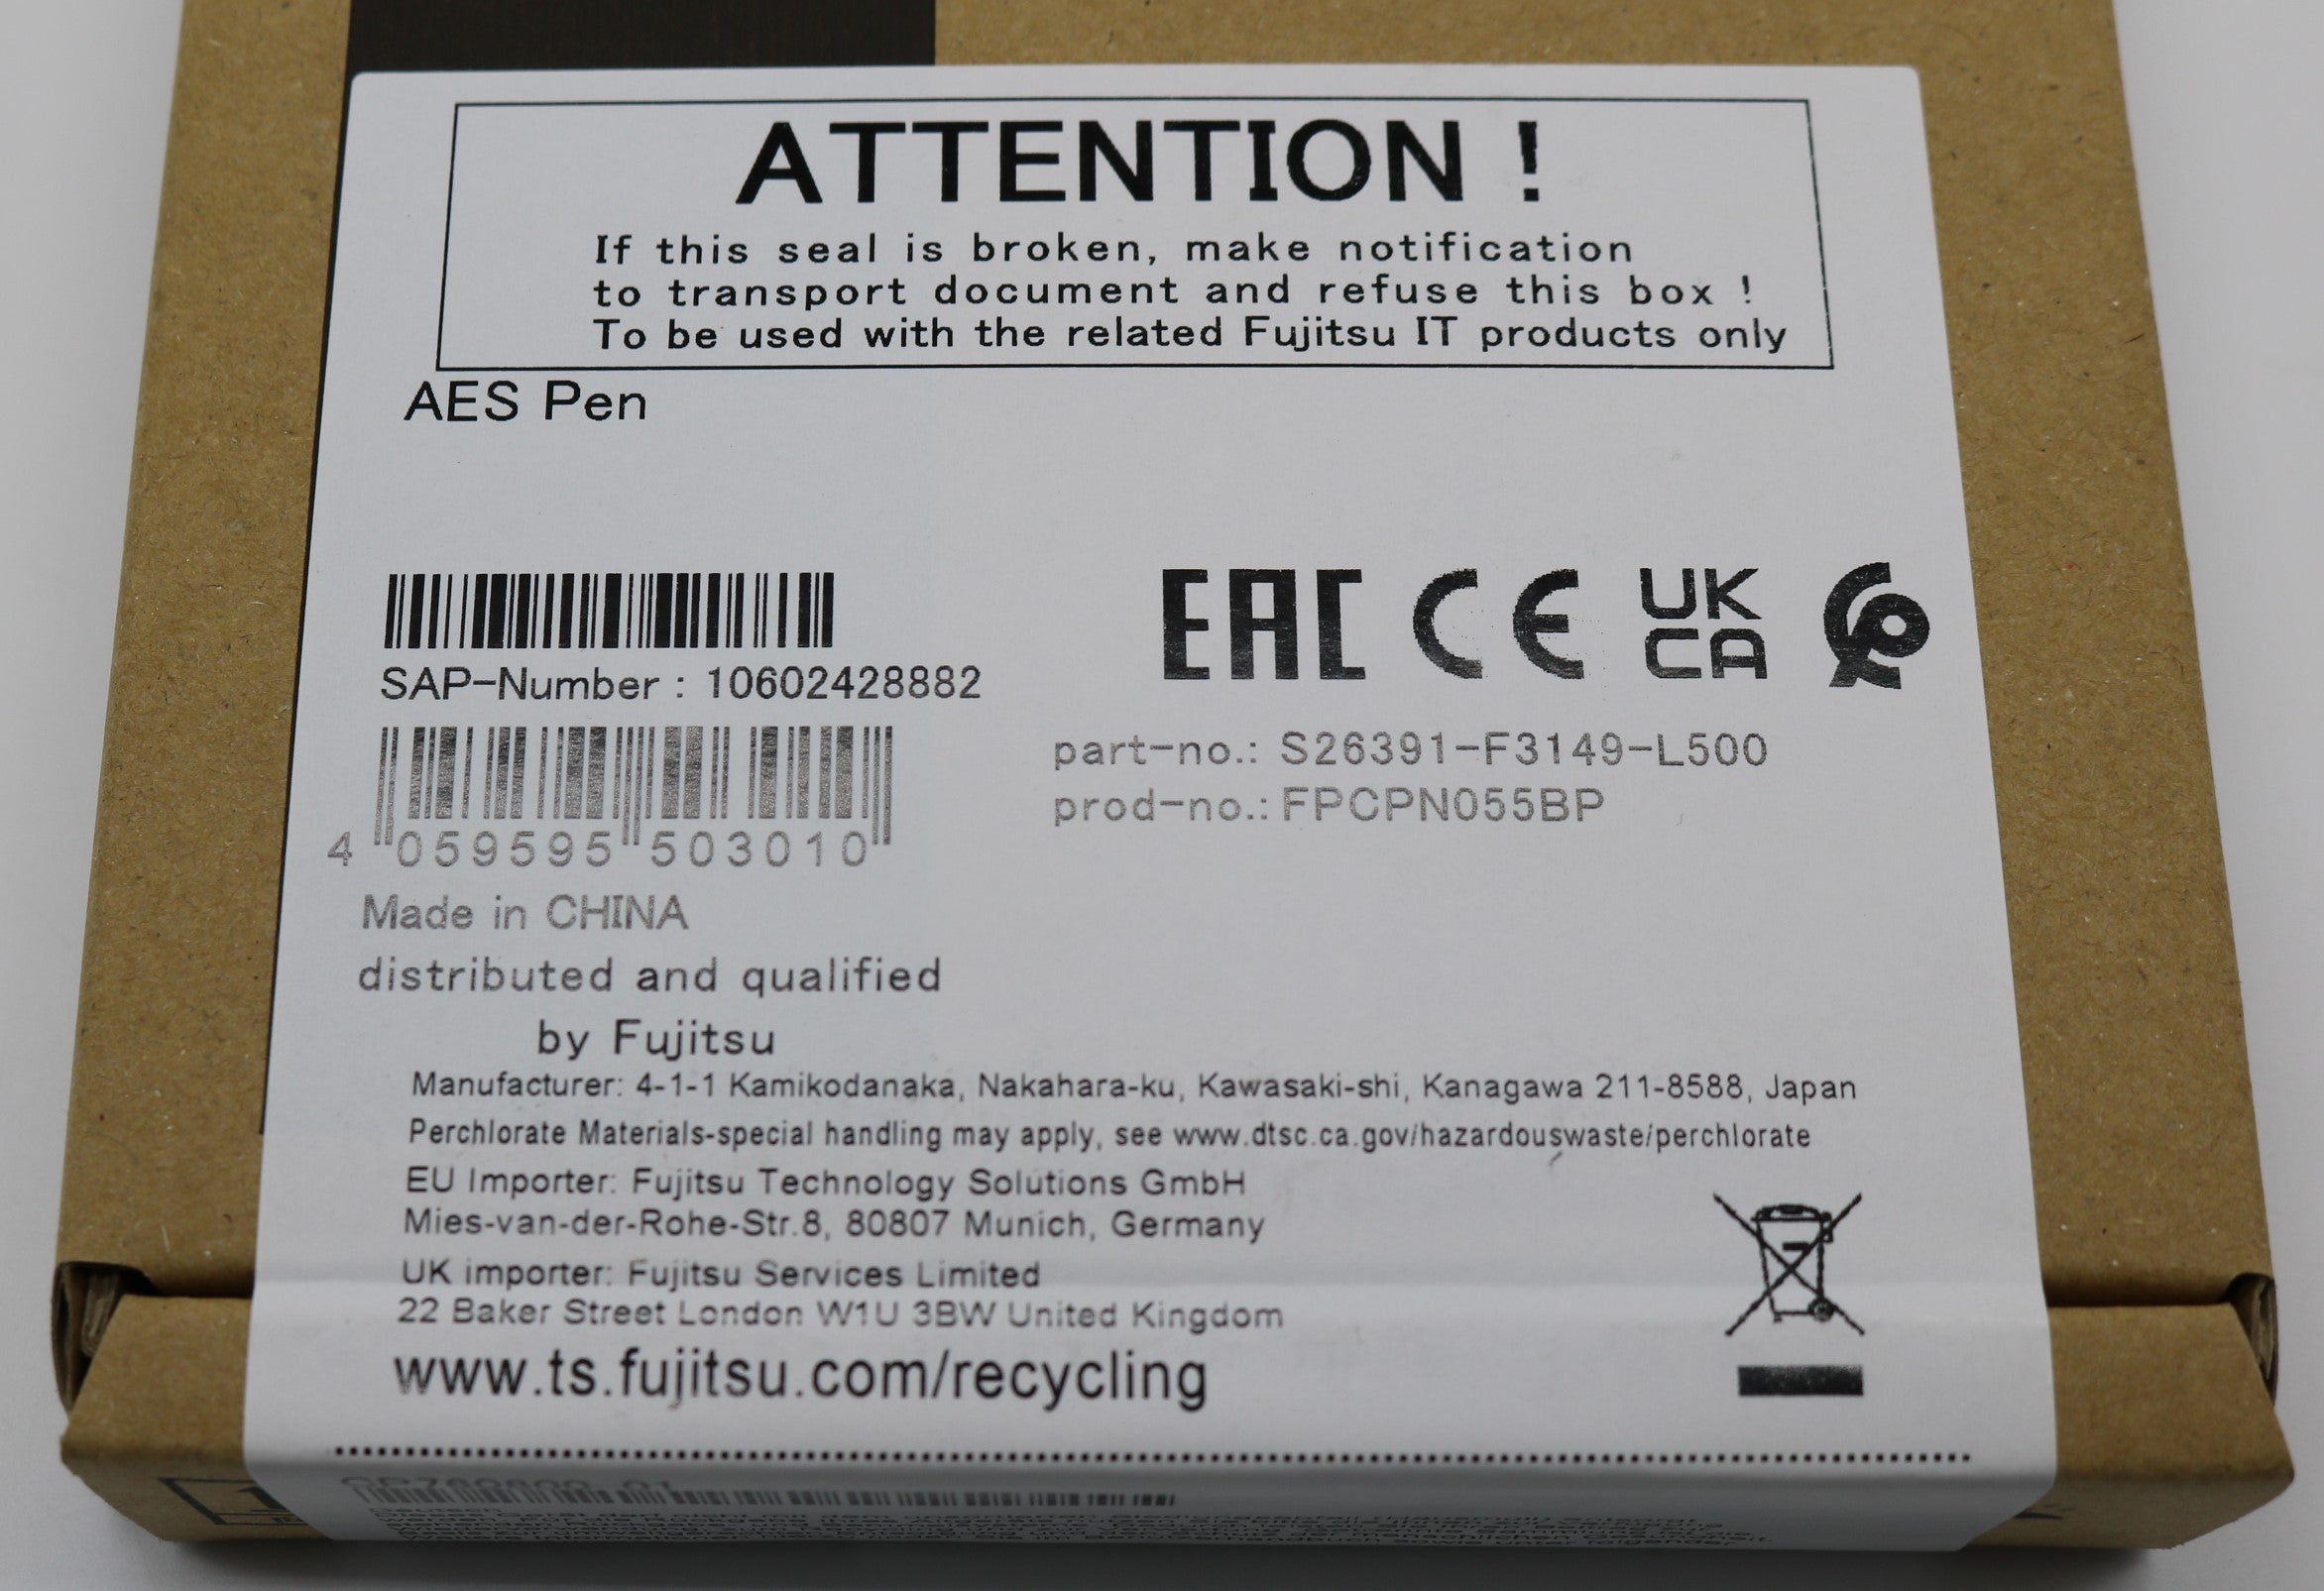 ATTENTION !
If this seal is broken, make notification
to transport document and refuse this box !
To be used with the related Fujitsu IT products only
AES Pen
EAC CE UK
CA
SAP-Number : 10602428882
part-no.: S26391-F3149-L500
prod-no.: FPCPN055BP
4 059595 503010
Made in CHINA
distributed and qualified
by Fujitsu
Manufacturer: 4-1-1 Kamikodanaka, Nakahara-ku, Kawasaki-shi, Kanagawa 211-8588, Japan
Perchlorate Materials-special handling may apply, see www.dtsc.ca.gov/hazardouswaste/perchlorate
EU Importer: Fujitsu Technology Solutions GmbH
Mies-van-der-Rohe-Str.8, 80807 Munich, Germany
UK importer: Fujitsu Services Limited
22 Baker Street London W1U 3BW United Kingdom
www.ts.fujitsu.com/recycling
Deutsch